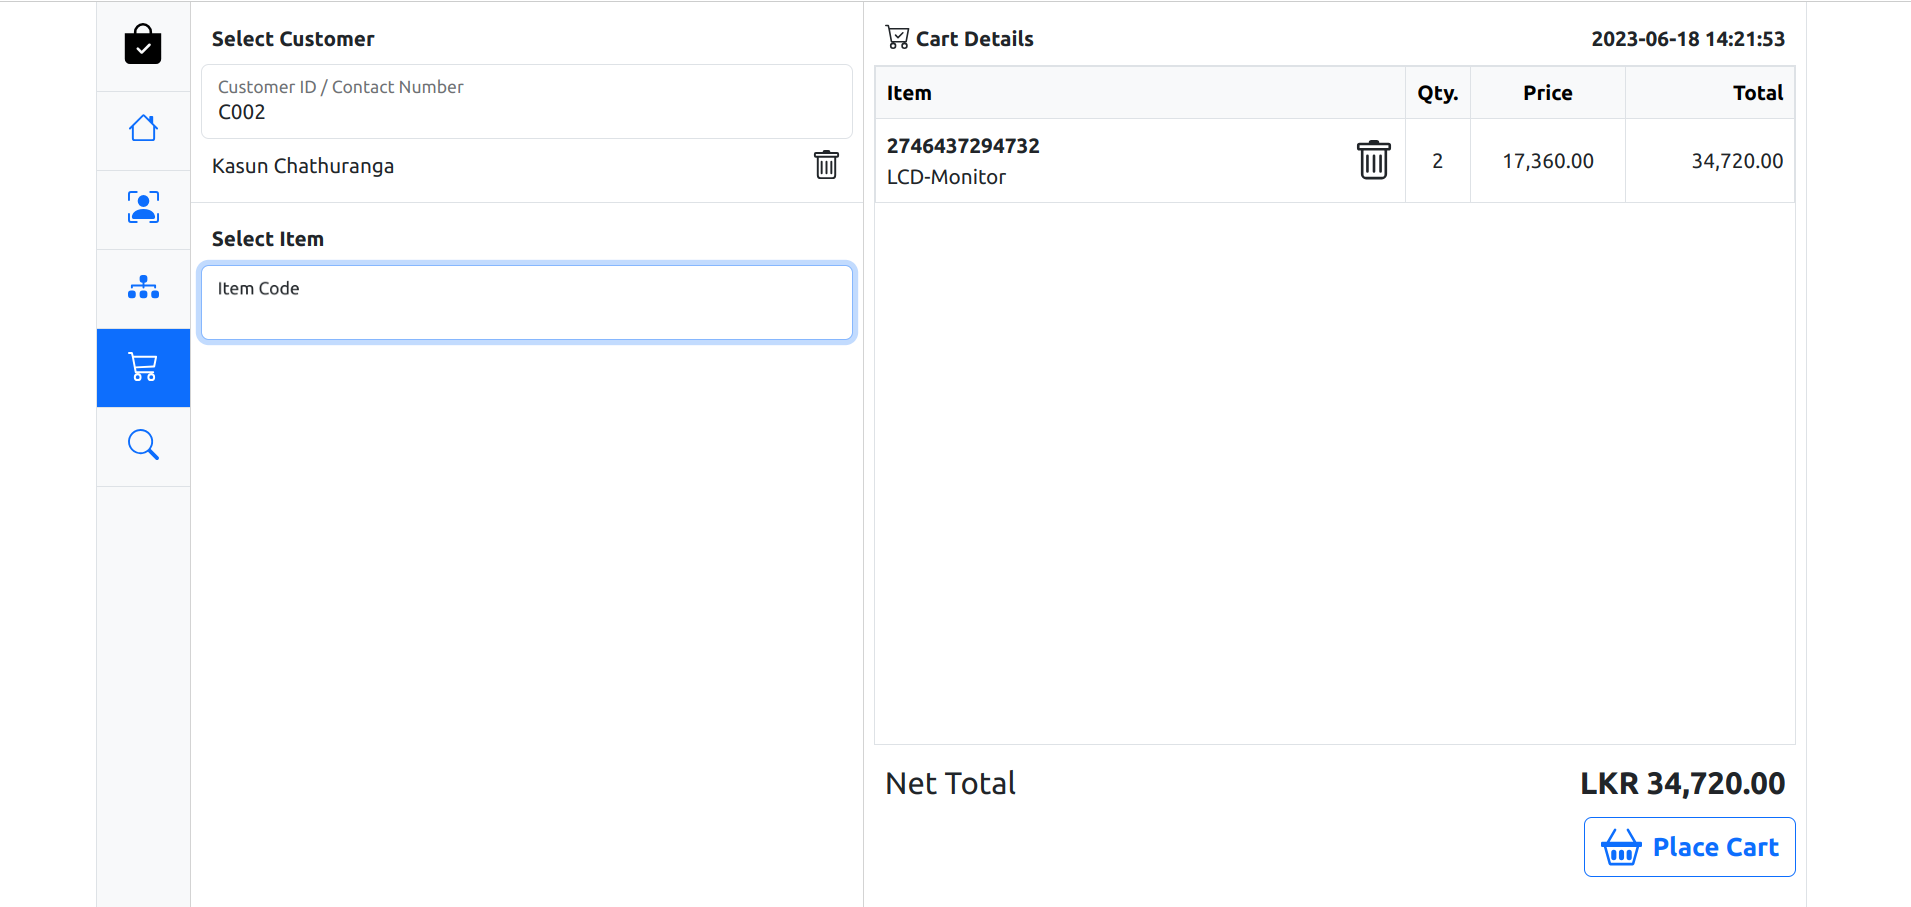 Select Customer
Customer ID / Contact Number
C002
Kasun Chathuranga
Select Item
Item Code
Cart Details 2023-06-18 14:21:53
Item Qty. Price Total
2746437294732
LCD-Monitor
2 17,360.00 34,720.00
Net Total LKR 34,720.00
Place Cart